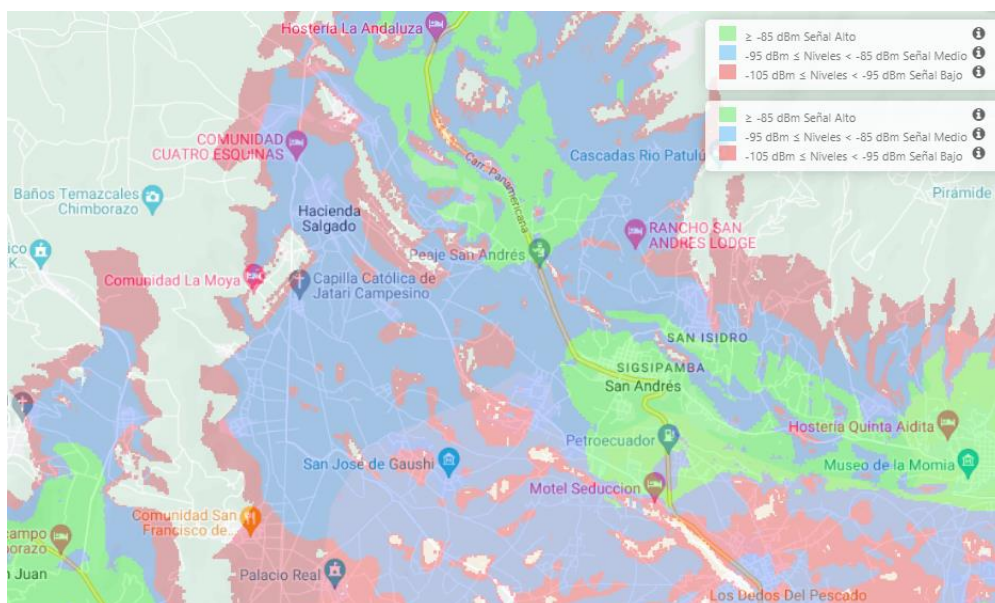 Hostería La Andaluza
≥ -85 dBm Señal Alto
-95 dBm ≤ Niveles < -85 dBm Señal Medio
-105 dBm ≤ Niveles < -95 dBm Señal Bajo
≥ -85 dBm Señal Alto
-95 dBm ≤ Niveles < -85 dBm Señal Medio
-105 dBm ≤ Niveles < -95 dBm Señal Bajo
COMUNIDAD
CUATRO ESQUINAS
Carr. Panamericana
Cascadas Rio Patulu
Baños Temazcales
Chimborazo
Pirámide
Hacienda
Salgado
RANCHO SAN
ANDRES LODGE
ico
K...
Peaje San Andrés
Comunidad La Moya
Capilla Católica de
Jatari Campesino
SAN ISIDRO
SIGSIPAMBA
San Andrés
Hostería Quinta Aidita
Petroecuador
San Jose de Gaushi
Museo de la Momia
Motel Seduccion
Comunidad San
Francisco de...
ocampo
borazo
n Juan
Palacio Real
Los Dedos Del Pescado